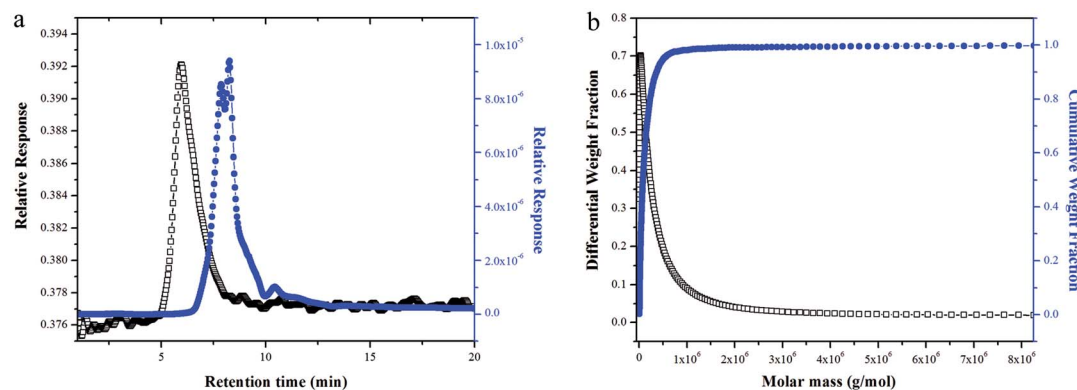 a
0.394
0.392
0.390
0.388
0.386
0.384
0.382
0.380
0.378
0.376
Relative Response
5
10
15
20
Retention time (min)
1.0x10⁻⁵
8.0x10⁻⁶
6.0x10⁻⁶
4.0x10⁻⁶
2.0x10⁻⁶
0.0
Relative Response
b
0.8
0.7
0.6
0.5
0.4
0.3
0.2
0.1
0.0
Differential Weight Fraction
0
1x10⁶
2x10⁶
3x10⁶
4x10⁶
5x10⁶
6x10⁶
7x10⁶
8x10⁶
Molar mass (g/mol)
1.0
0.8
0.6
0.4
0.2
0.0
Cumutative Weight Fraction